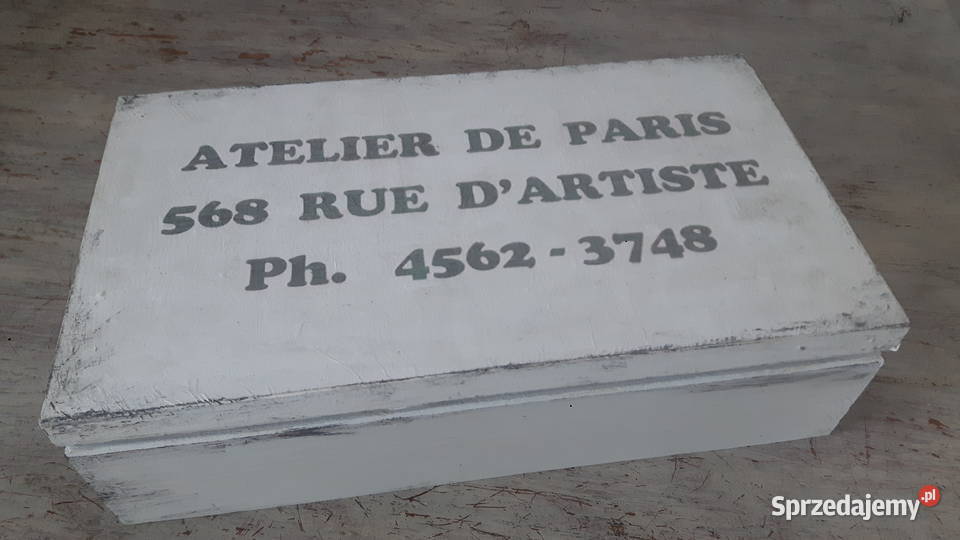 ATELIER DE PARIS
568 RUE D'ARTISTE
Ph. 4562-3748
Sprzedajemy.pl